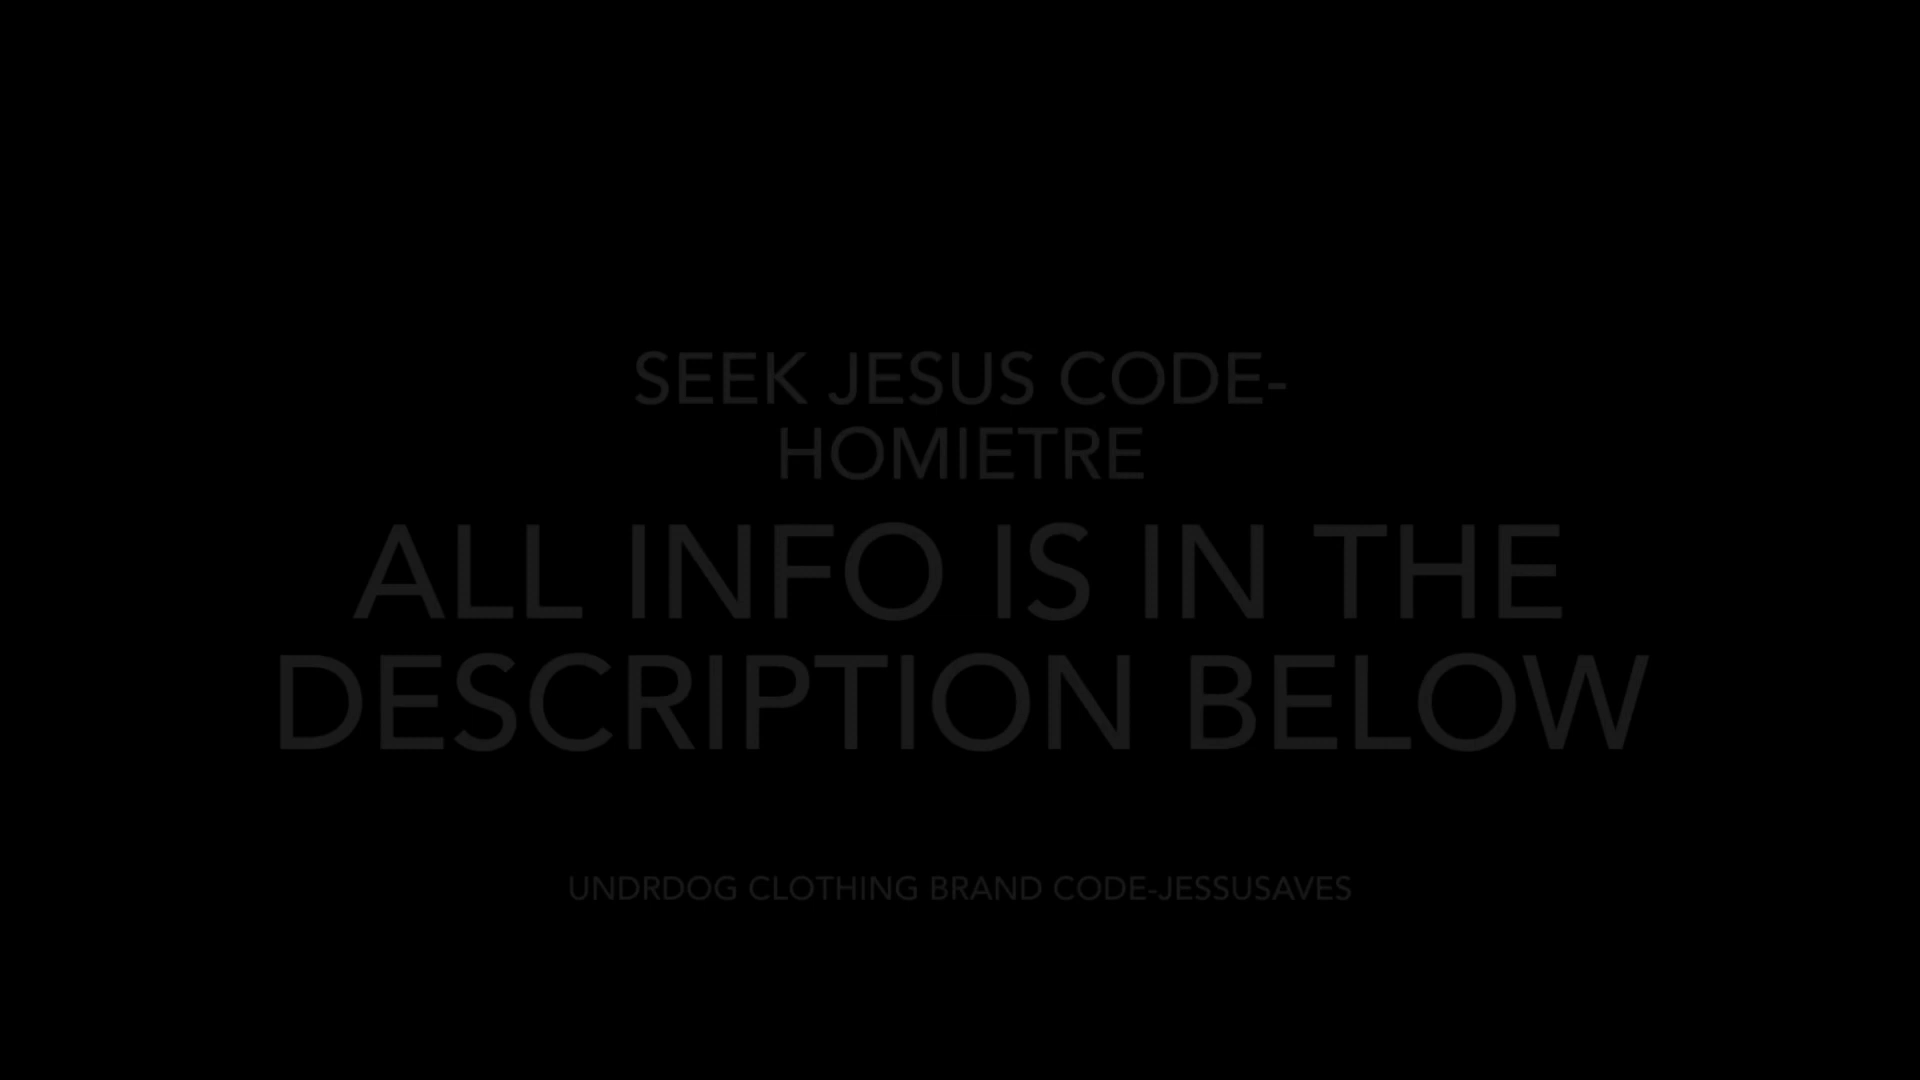 SEEK JESUS CODE-
HOMIETRE
ALL INFO IS IN THE
DESCRIPTION BELOW
UNDRDOG CLOTHING BRAND CODE-JESSUSAVES